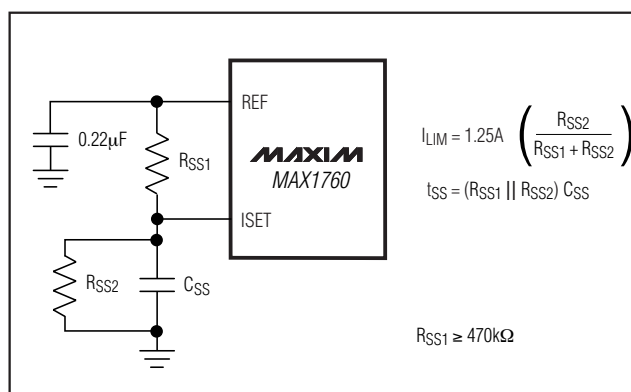 REF
0.22µF
RSS1
MAXIM
MAX1760
ISET
RSS2
CSS
ILIM = 1.25A (RSS2 / RSS1 + RSS2)
tSS = (RSS1 || RSS2) CSS
RSS1 ≥ 470kΩ